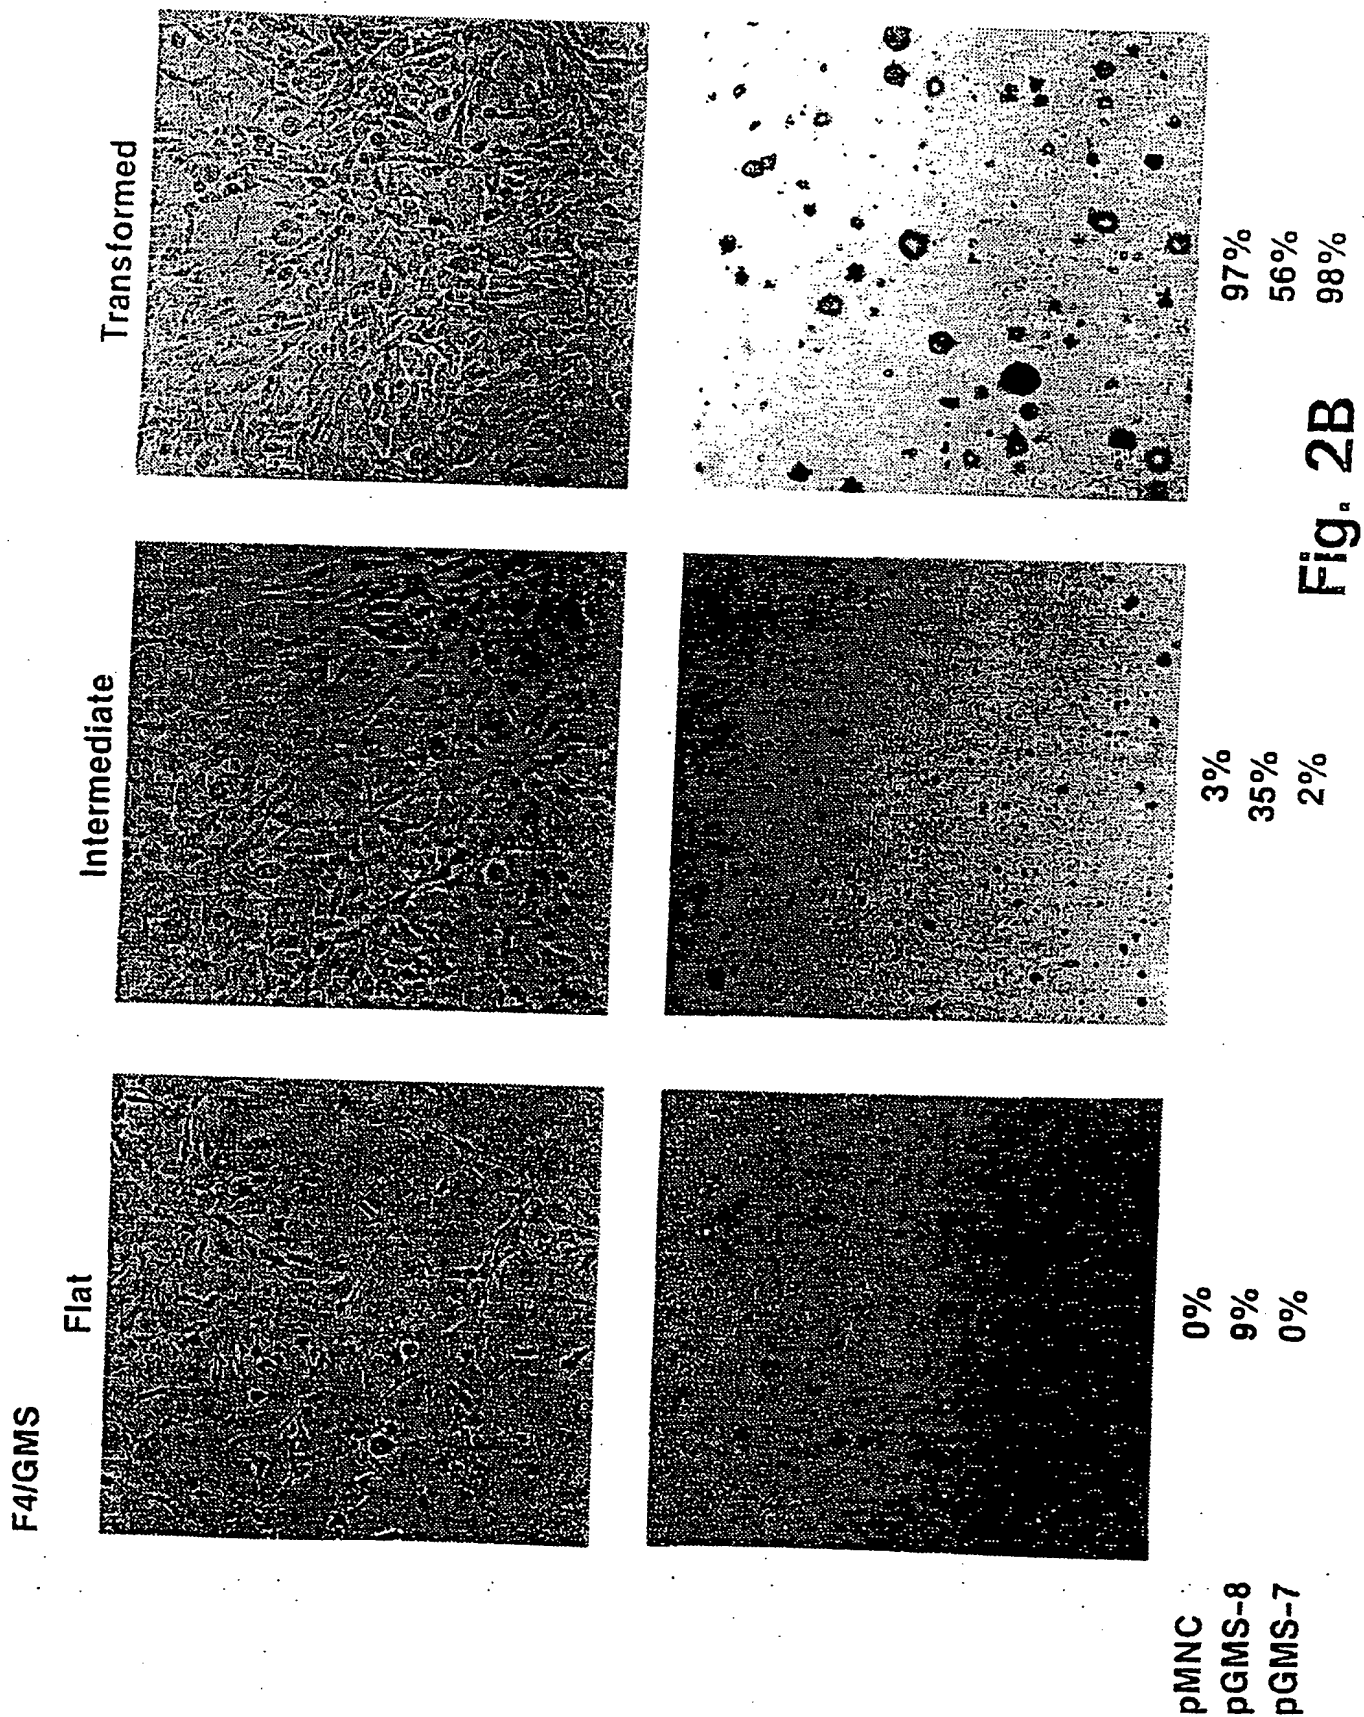 F4/GMS
Flat Intermediate Transformed
pMNC 0% 3% 97%
pGMS-8 9% 35% 56%
pGMS-7 0% 2% 98%
Fig. 2B